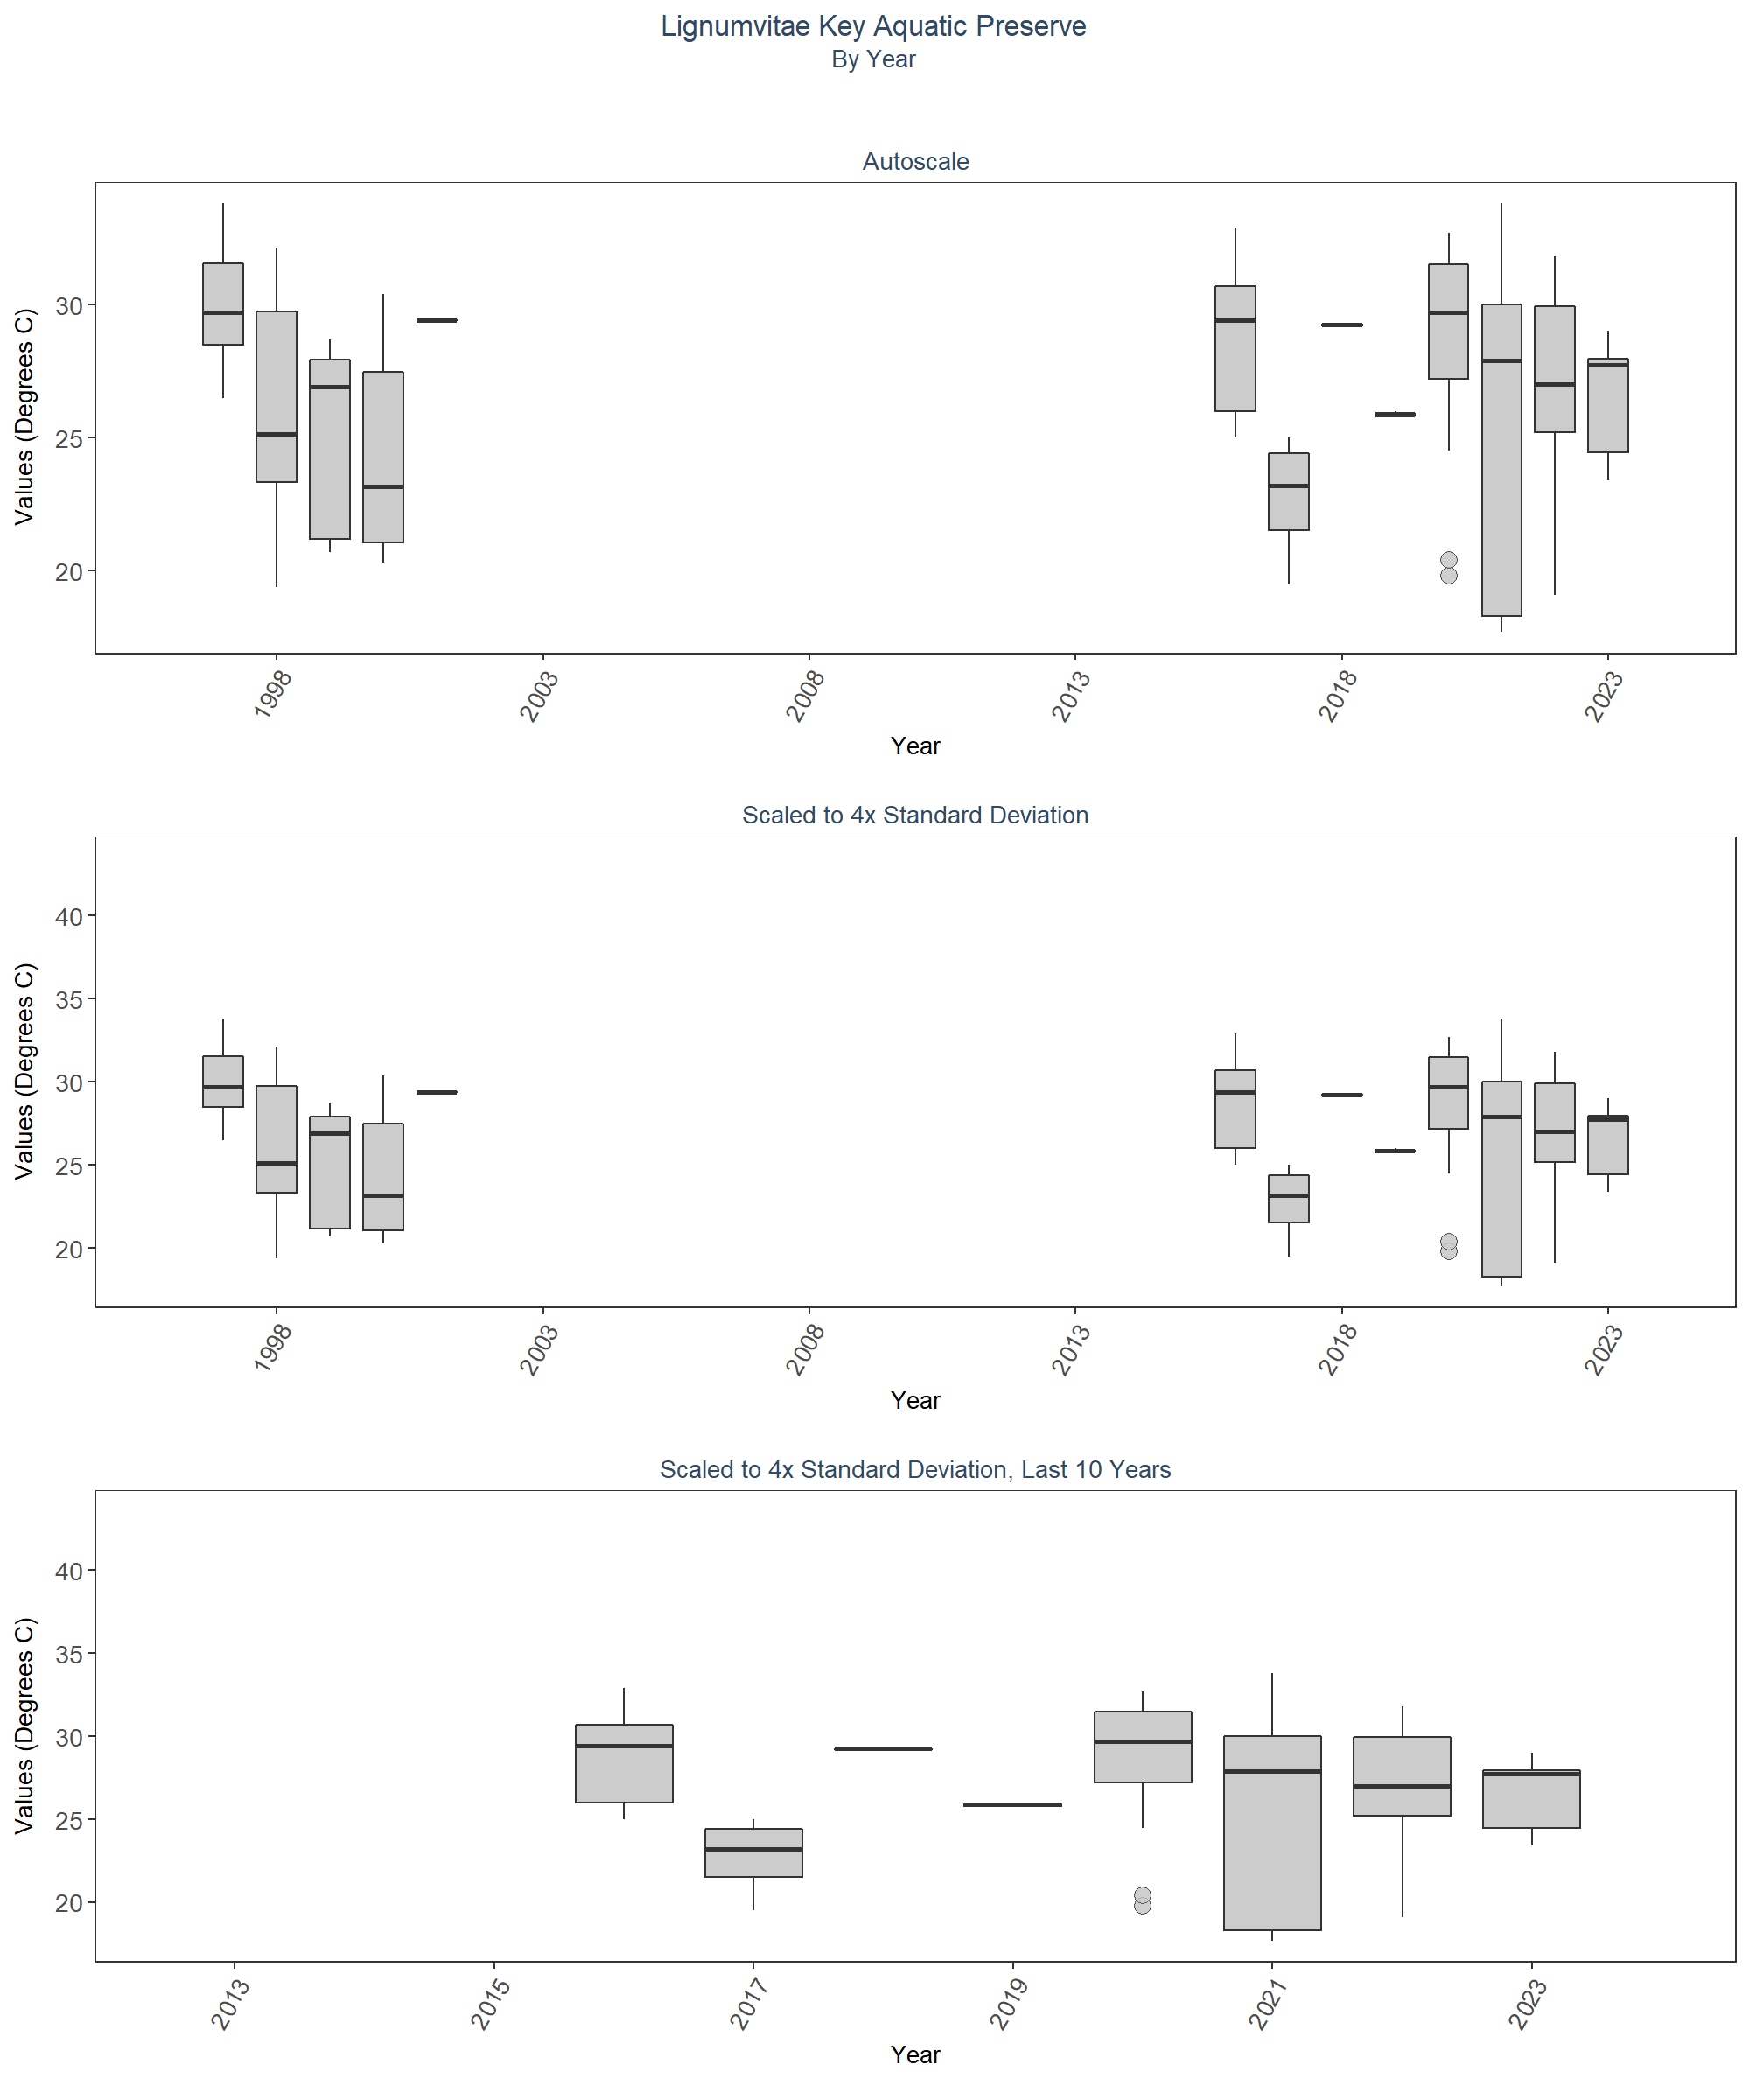 Lignumvitae Key Aquatic Preserve
By Year
Autoscale
Values (Degrees C)
30
25
20
1998
2003
2008
2013
2018
2023
Year
Scaled to 4x Standard Deviation
Values (Degrees C)
40
35
30
25
20
1998
2003
2008
2013
2018
2023
Year
Scaled to 4x Standard Deviation, Last 10 Years
Values (Degrees C)
40
35
30
25
20
2013
2015
2017
2019
2021
2023
Year